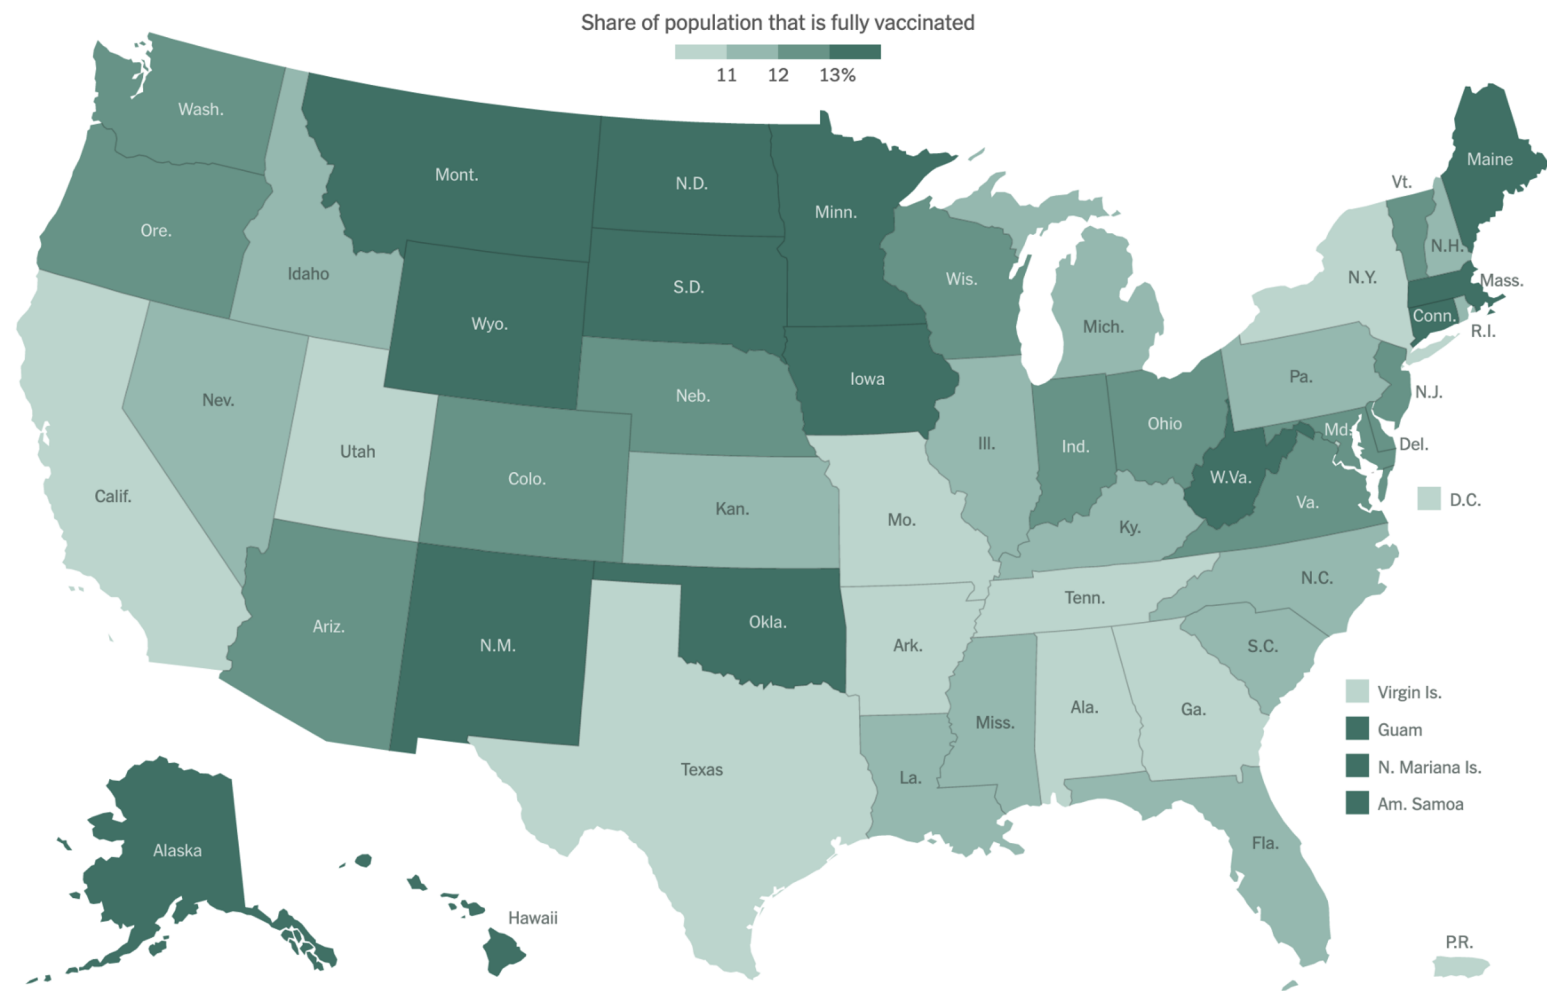 Share of population that is fully vaccinated
11 12 13%
Wash.
Mont.
N.D.
Minn.
Maine
Vt.
Ore.
Idaho
N.H.
Wyo.
S.D.
Wis.
Mich.
N.Y.
Mass.
Conn.
R.I.
Iowa
Nev.
Neb.
Pa.
N.J.
Utah
Colo.
Ill.
Ind.
Ohio
Md.
Del.
Calif.
Kan.
Mo.
W.Va.
Va.
Ky.
D.C.
N.C.
Tenn.
Ariz.
N.M.
Okla.
Ark.
S.C.
Miss.
Ala.
Ga.
Virgin Is.
Guam
N. Mariana Is.
Am. Samoa
Texas
La.
Fla.
Alaska
Hawaii
P.R.